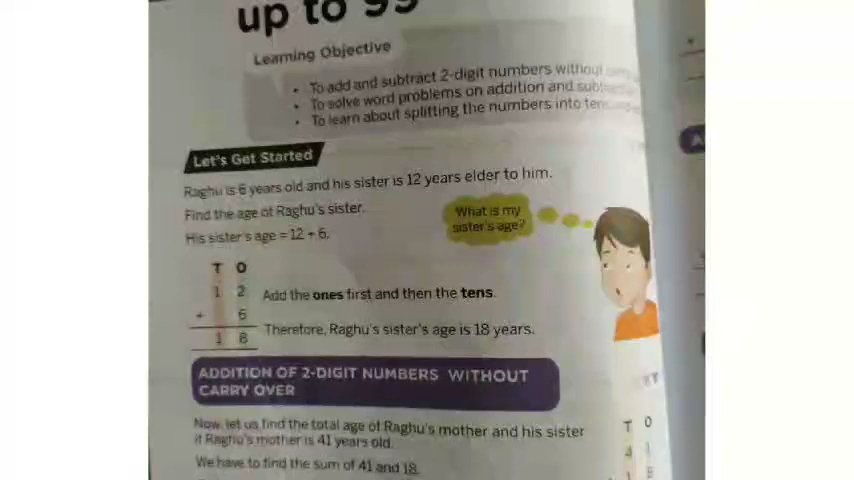 up to 99
Learning Objective
• To add and subtract 2-digit numbers without
• To solve word problems on addition and
• To learn about splitting the numbers into
Let's Get Started
Raghu is 6 years old and his sister is 12 years elder to him.
Find the age of Raghu's sister.
What is my
sister's age?
His sister's age = 12 + 6.
T O
1 2
Add the ones first and then the tens.
+ 6
Therefore, Raghu's sister's age is 18 years.
1 8
ADDITION OF 2-DIGIT NUMBERS WITHOUT
CARRY OVER
Now, let us find the total age of Raghu's mother and his sister
if Raghu's mother is 41 years old.
We have to find the sum of 41 and 18.
T O
4 1
1 8